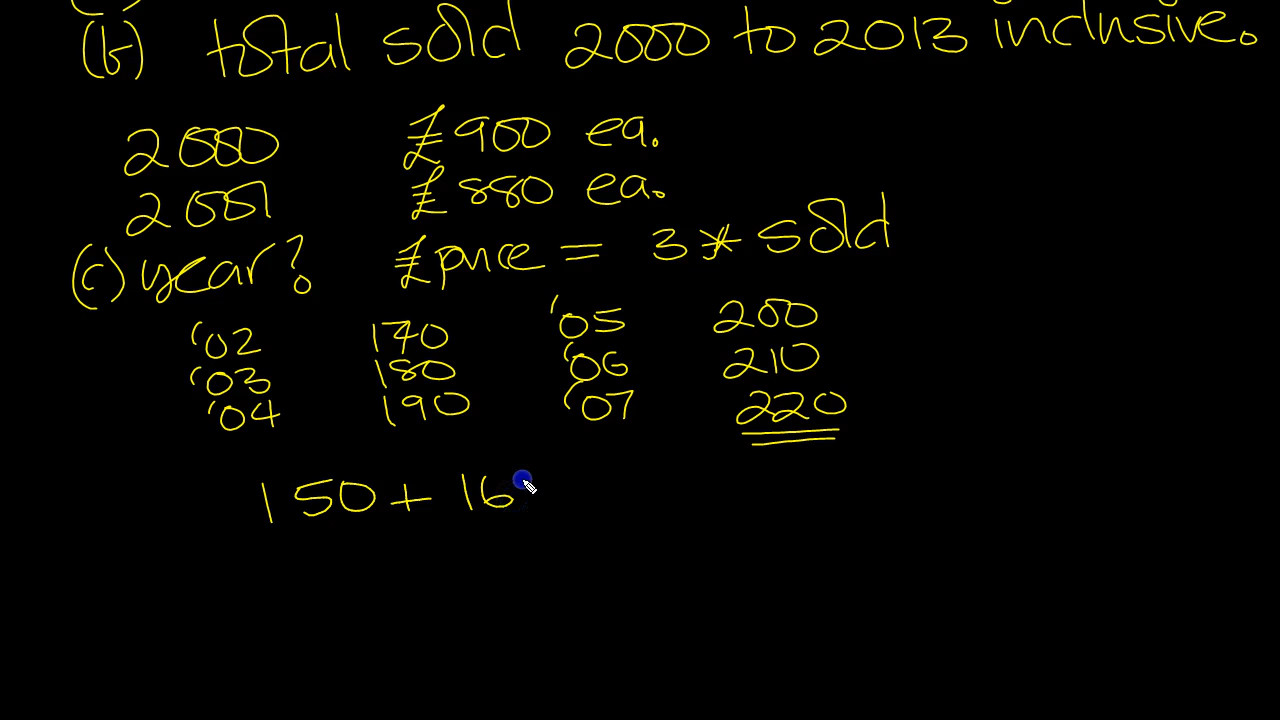 (b) total sold 2000 to 2013 inclusive.
2000 £900 ea.
2001 £880 ea.
(c) year? £price = 3* sold
'02 170 '05 200
'03 180 '06 210
'04 190 '07 220
150 + 16